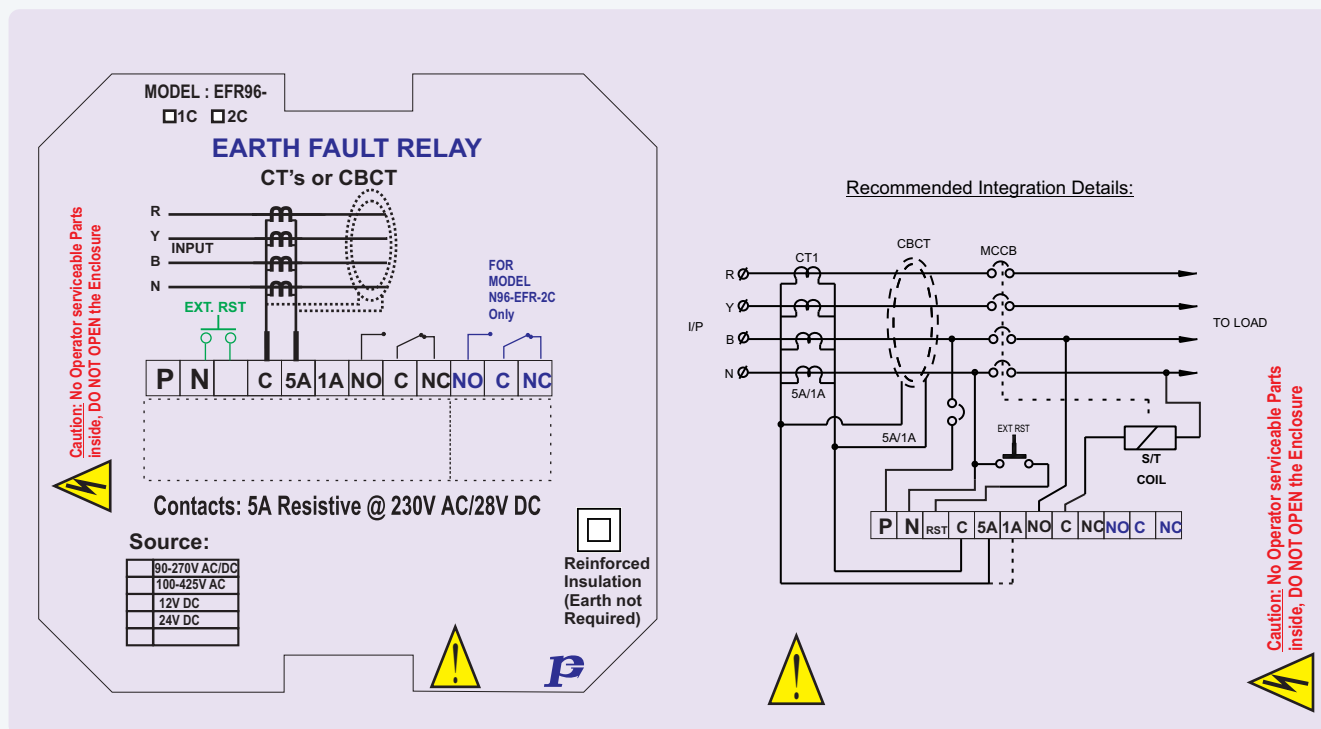 MODEL : EFR96-
1C 2C
EARTH FAULT RELAY
CT's or CBCT
R
Y
INPUT
B
N
EXT. RST
FOR
MODEL
N96-EFR-2C
Only
P N C 5A 1A NO C NC NO C NC
Contacts: 5A Resistive @ 230V AC/28V DC
Source:
90-270V AC/DC
100-425V AC
12V DC
24V DC
Reinforced
Insulation
(Earth not
Required)
Caution: No Operator serviceable Parts
inside, DO NOT OPEN the Enclosure
Recommended Integration Details:
CT1
CBCT
MCCB
R
Y
I/P
B
N
TO LOAD
5A/1A
5A/1A
EXT RST
S/T
COIL
P N RST C 5A 1A NO C NC NO C NC
Caution: No Operator serviceable Parts
inside, DO NOT OPEN the Enclosure